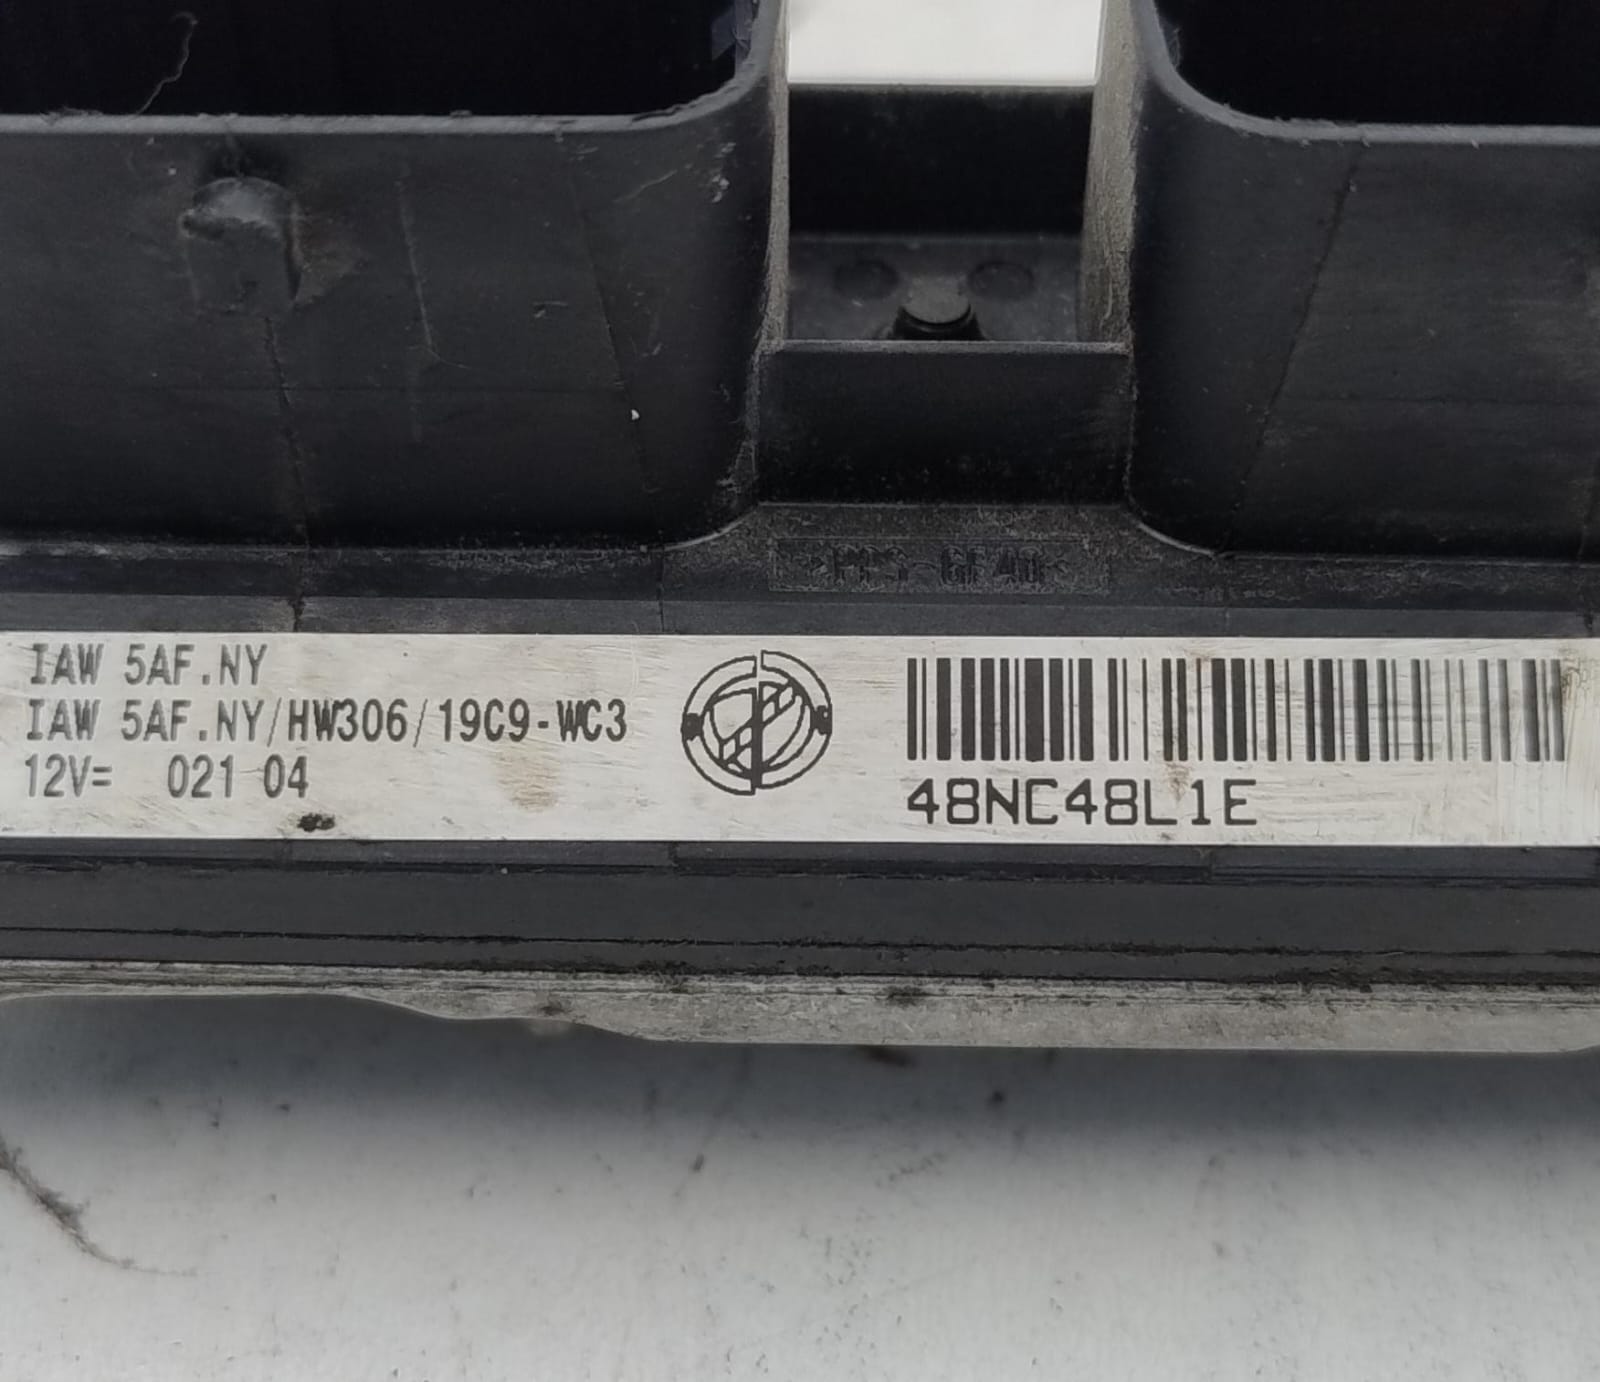 IAW 5AF.NY
IAW 5AF.NY/HW306/19C9-WC3
12V= 021 04
48NC48L1E